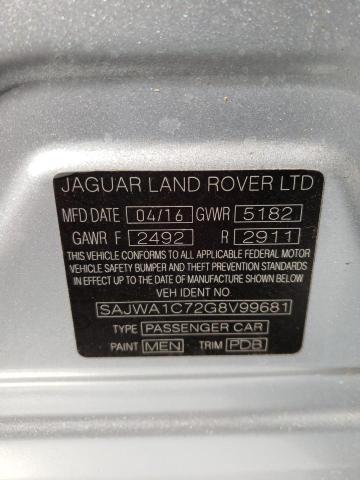 JAGUAR LAND ROVER LTD
MFD DATE 04/16 GVWR 5182
GAWR F 2492 R 2911
THIS VEHICLE CONFORMS TO ALL APPLICABLE FEDERAL MOTOR
VEHICLE SAFETY BUMPER AND THEFT PREVENTION STANDARDS
IN EFFECT ON THE DATE OF MANUFACTURE SHOWN BELOW
VEH IDENT NO.
SAJWA1C72G8V99681
TYPE PASSENGER CAR
PAINT MEN TRIM PDB